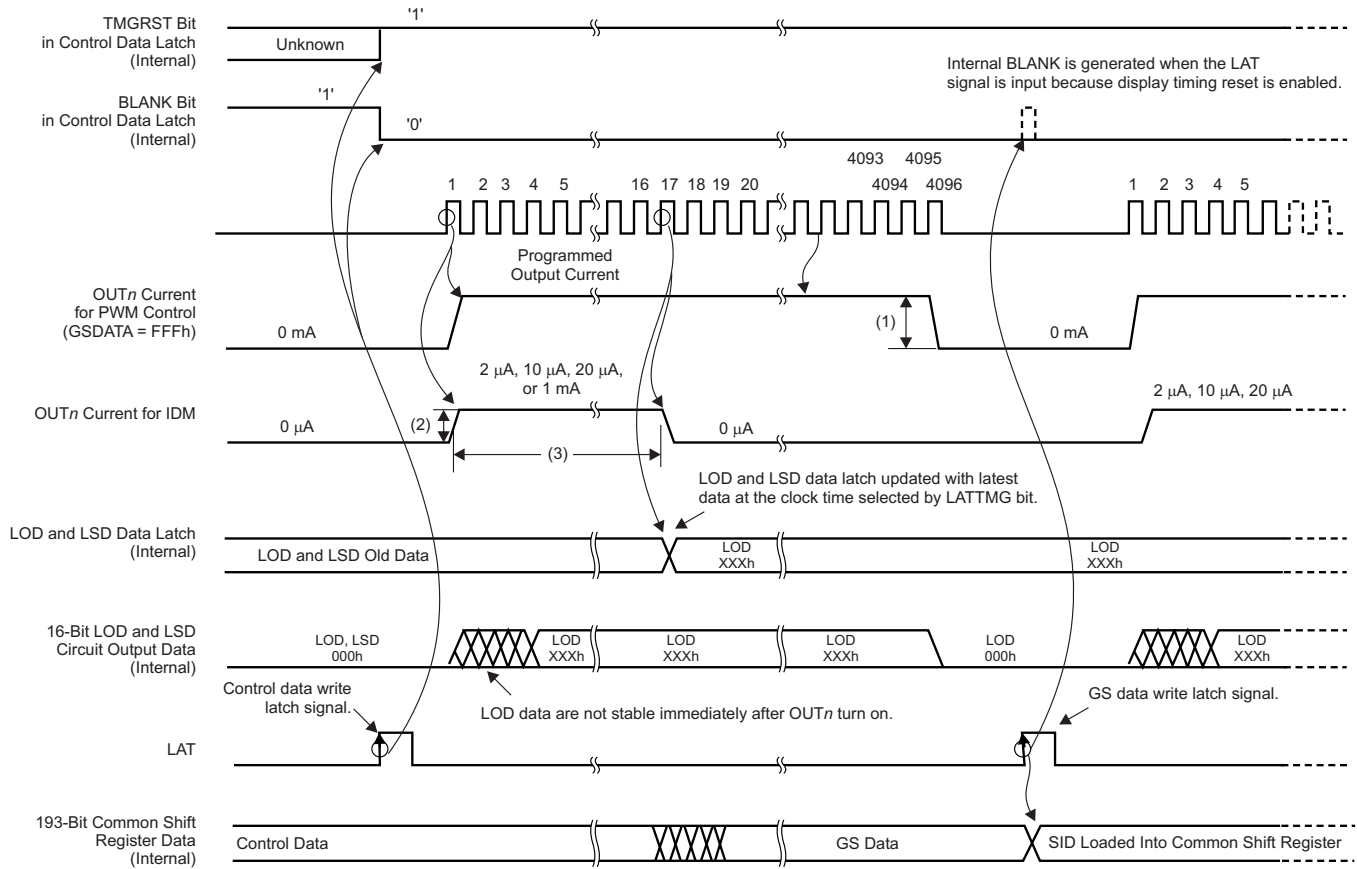 TMGRST Bit
in Control Data Latch
(Internal)
'1'
Unknown
Internal BLANK is generated when the LAT
signal is input because display timing reset is enabled.
BLANK Bit
in Control Data Latch
(Internal)
'1'
'0'
4093 4095
1 2 3 4 5 16 17 18 19 20 4094 4096 1 2 3 4 5
Programmed
Output Current
OUTn Current
for PWM Control
(GSDATA = FFFh)
0 mA
(1)
0 mA
2 μA, 10 μA, 20 μA,
or 1 mA
2 μA, 10 μA, 20 μA
OUTn Current for IDM
0 μA
(2)
0 μA
(3)
LOD and LSD data latch updated with latest
data at the clock time selected by LATTMG bit.
LOD and LSD Data Latch
(Internal)
LOD and LSD Old Data
LOD
XXXh
LOD
XXXh
16-Bit LOD and LSD
Circuit Output Data
(Internal)
LOD, LSD
000h
LOD
XXXh
LOD
XXXh
LOD
XXXh
LOD
000h
LOD
XXXh
Control data write
latch signal.
LOD data are not stable immediately after OUTn turn on.
GS data write latch signal.
LAT
193-Bit Common Shift
Register Data
(Internal)
Control Data
GS Data
SID Loaded Into Common Shift Register